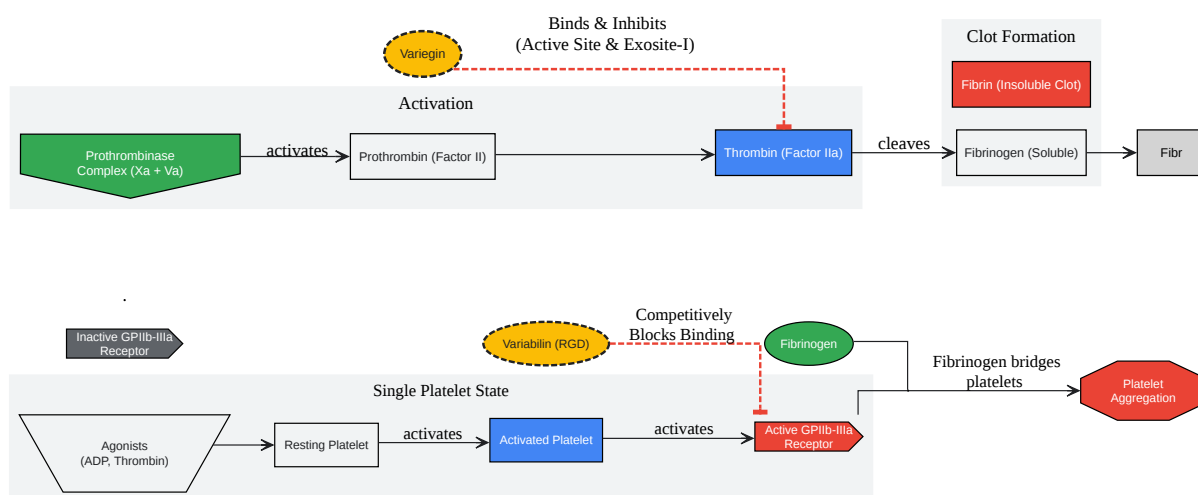 Binds & Inhibits
(Active Site & Exosite-I)
Variegin
Clot Formation
Fibrin (Insoluble Clot)
Activation
Prothrombinase
Complex (Xa + Va)
activates
Prothrombin (Factor II)
Thrombin (Factor IIa)
cleaves
Fibrinogen (Soluble)
Fibr
.
Inactive GPIIb-IIIa
Receptor
Competitively
Blocks Binding
Variabilin (RGD)
Fibrinogen
Fibrinogen bridges
platelets
Platelet
Aggregation
Single Platelet State
Agonists
(ADP, Thrombin)
Resting Platelet
activates
Activated Platelet
activates
Active GPIIb-IIIa
Receptor